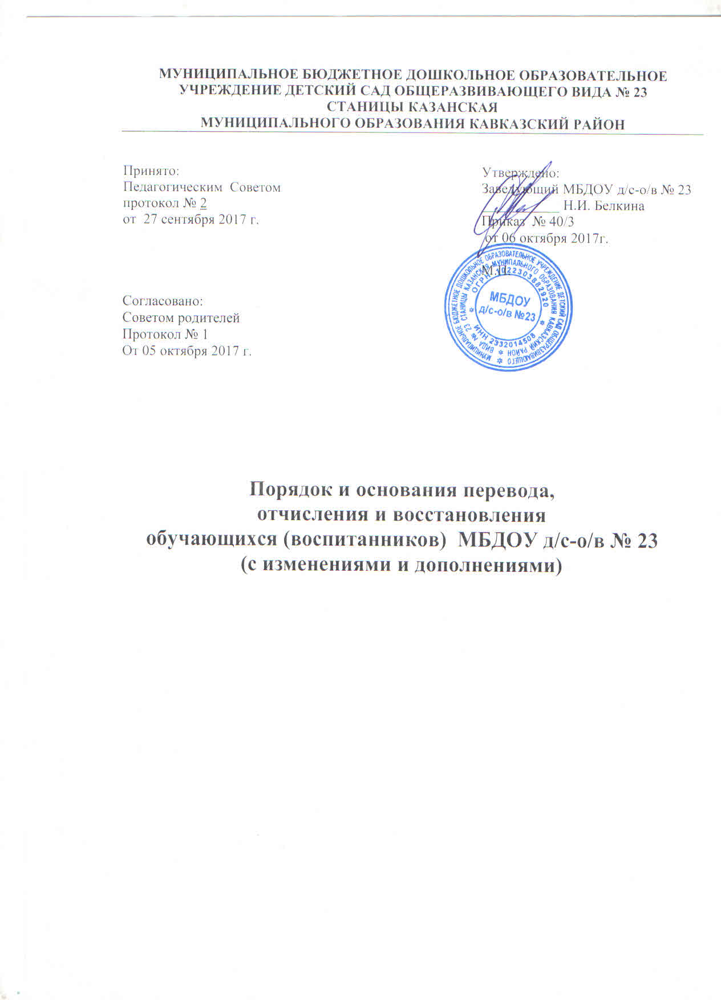 МУНИЦИПАЛЬНОЕ БЮДЖЕТНОЕ ДОШКОЛЬНОЕ ОБРАЗОВАТЕЛЬНОЕ
УЧРЕЖДЕНИЕ ДЕТСКИЙ САД ОБЩЕРАЗВИВАЮЩЕГО ВИДА № 23
СТАНИЦЫ КАЗАНСКАЯ
МУНИЦИПАЛЬНОГО ОБРАЗОВАНИЯ КАВКАЗСКИЙ РАЙОН
Принято:
Педагогическим Советом
протокол № 2
от 27 сентября 2017 г.
Утверждено:
Заведующий МБДОУ д/с-о/в № 23
___________ Н.И. Белкина
Приказ № 40/3
от 06 октября 2017г.
М.П.
МУНИЦИПАЛЬНОЕ БЮДЖЕТНОЕ ДОШКОЛЬНОЕ ОБРАЗОВАТЕЛЬНОЕ УЧРЕЖДЕНИЕ ДЕТСКИЙ САД ОБЩЕРАЗВИВАЮЩЕГО
ВИДА № 23 СТАНИЦЫ КАЗАНСКАЯ МУНИПАЛЬНОГО ОБРАЗОВАНИЯ КАВКАЗСКИЙ РАЙОН
ОГРН 1022303882920
ИНН 2332014508
МБДОУ
д/с-о/в №23
Согласовано:
Советом родителей
Протокол № 1
От 05 октября 2017 г.
Порядок и основания перевода,
отчисления и восстановления
обучающихся (воспитанников) МБДОУ д/с-о/в № 23
(с изменениями и дополнениями)